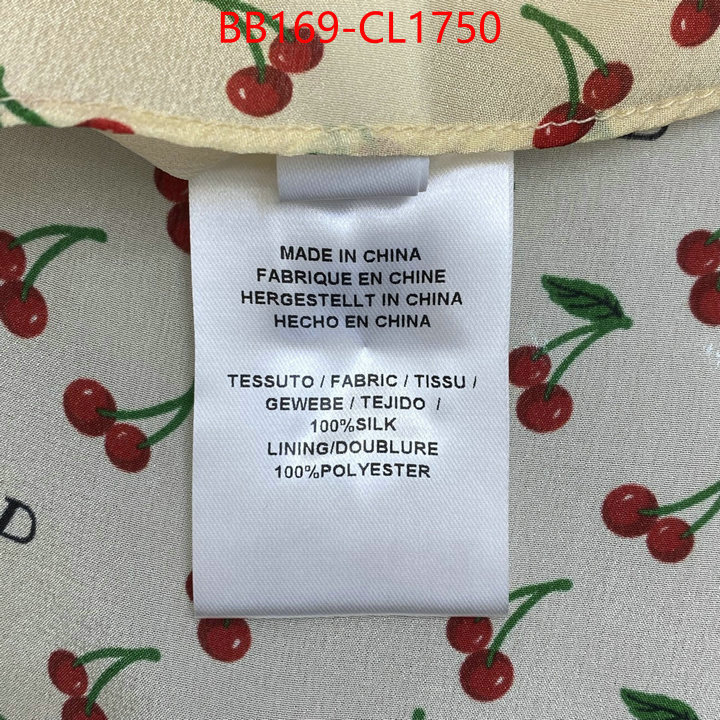 BB169-CL1750
D
MADE IN CHINA
FABRIQUE EN CHINE
HERGESTELLT IN CHINA
HECHO EN CHINA
TESSUTO / FABRIC / TISSU /
GEWEBE / TEJIDO /
100%SILK
LINING/DOUBLURE
100%POLYESTER
D